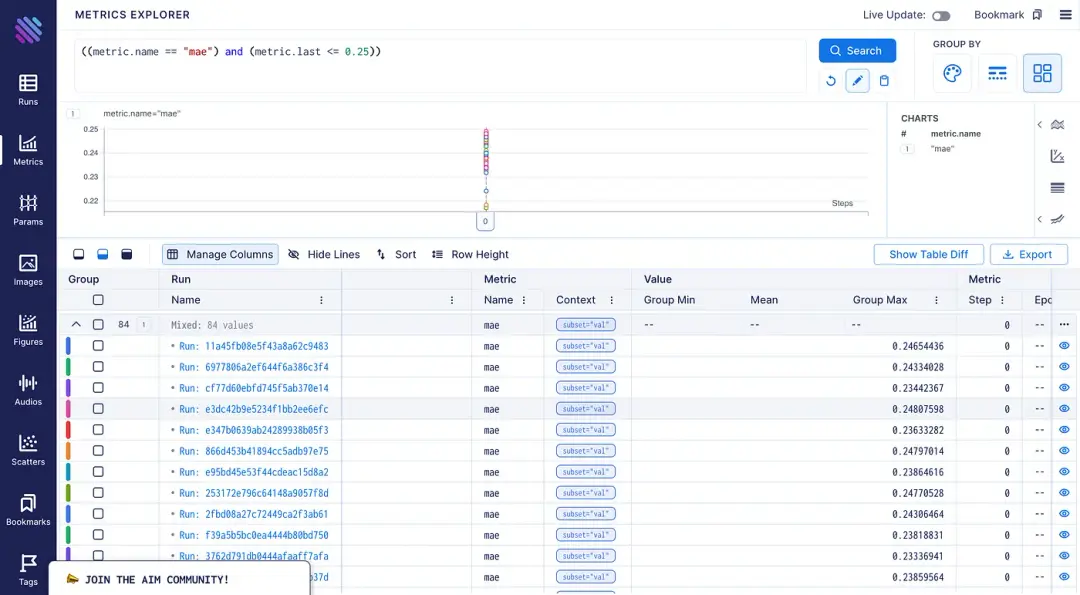 METRICS EXPLORER
Live Update:
Bookmark
((metric.name == "mae") and (metric.last <= 0.25))
Search
GROUP BY
Runs
Metrics
Params
Images
Figures
Audios
Scatters
Bookmarks
Tags
1 metric.name="mae"
0.25
0.24
0.23
0.22
Steps
0
CHARTS
# metric.name
1 "mae"
Manage Columns
Hide Lines
Sort
Row Height
Show Table Diff
Export
Group Run Metric Value Metric
Name Name Context Group Min Mean Group Max Step Epo
84 1 Mixed: 84 values mae subset="val" -- -- -- 0 --
Run: 11a45fb08e5f43a8a62c9483 mae subset="val" 0.24654436 0 --
Run: 6977806a2ef644f6a386c3f4 mae subset="val" 0.24334028 0 --
Run: cf77d60ebfd745f5ab370e14 mae subset="val" 0.23442367 0 --
Run: e3dc42b9e5234f1bb2ee6efc mae subset="val" 0.24807598 0 --
Run: e347b0639ab24289938b05f3 mae subset="val" 0.23633282 0 --
Run: 866d453b41894cc5adb97e75 mae subset="val" 0.24797014 0 --
Run: e95bd45e53f44cdeac15d8a2 mae subset="val" 0.23864616 0 --
Run: 253172e796c64148a9057f8d mae subset="val" 0.24770528 0 --
Run: 2fbd08a27c72449ca2f3ab61 mae subset="val" 0.24306464 0 --
Run: f39a5b5bc0ea4444b80bd750 mae subset="val" 0.23818831 0 --
Run: 3762d791db0444afaaff7afa mae subset="val" 0.23336941 0 --
b37d mae subset="val" 0.23859564 0 --
JOIN THE AIM COMMUNITY!